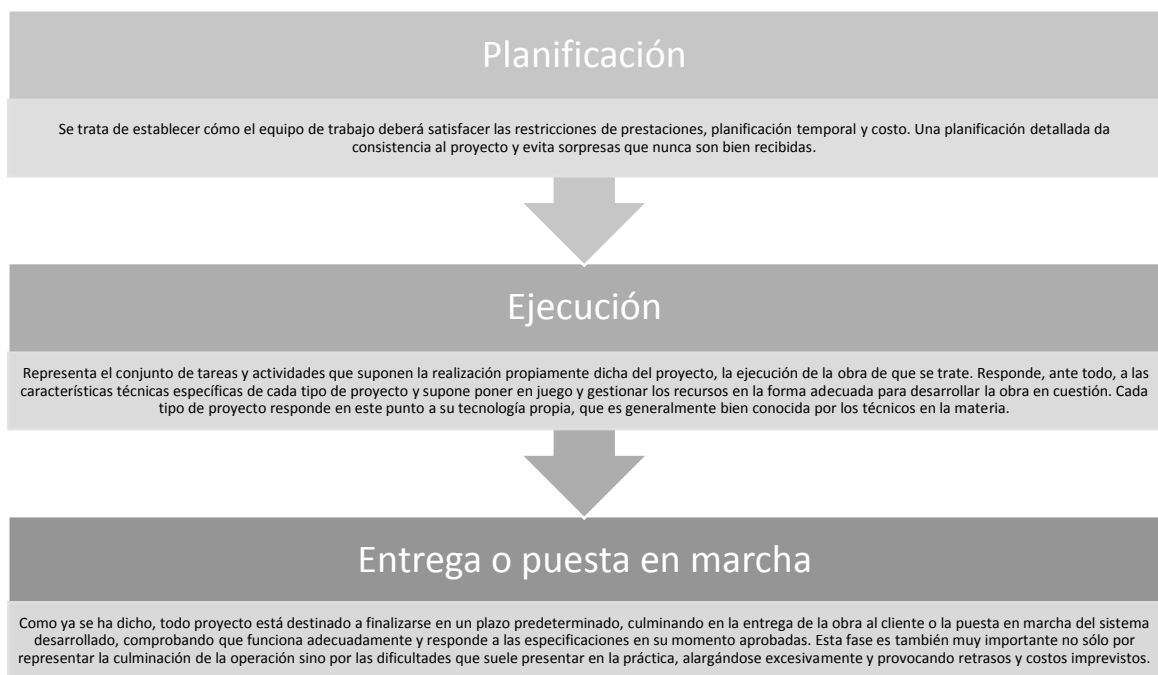 Planificación
Se trata de establecer cómo el equipo de trabajo deberá satisfacer las restricciones de prestaciones, planificación temporal y costo. Una planificación detallada da
consistencia al proyecto y evita sorpresas que nunca son bien recibidas.
Ejecución
Representa el conjunto de tareas y actividades que suponen la realización propiamente dicha del proyecto, la ejecución de la obra de que se trate. Responde, ante todo, a las
características técnicas específicas de cada tipo de proyecto y supone poner en juego y gestionar los recursos en la forma adecuada para desarrollar la obra en cuestión. Cada
tipo de proyecto responde en este punto a su tecnología propia, que es generalmente bien conocida por los técnicos en la materia.
Entrega o puesta en marcha
Como ya se ha dicho, todo proyecto está destinado a finalizarse en un plazo predeterminado, culminando en la entrega de la obra al cliente o la puesta en marcha del sistema
desarrollado, comprobando que funciona adecuadamente y responde a las especificaciones en su momento aprobadas. Esta fase es también muy importante no sólo por
representar la culminación de la operación sino por las dificultades que suele presentar en la práctica, alargándose excesivamente y provocando retrasos y costos imprevistos.